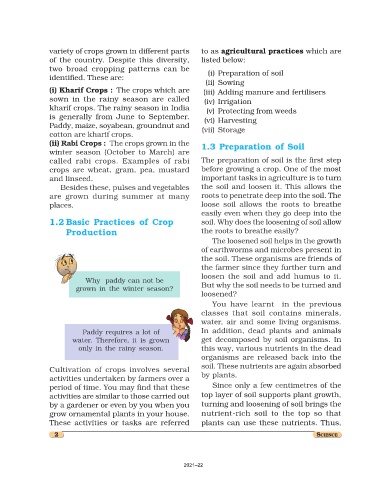 variety of crops grown in different parts
of the country. Despite this diversity,
two broad cropping patterns can be
identified. These are:
(i) Kharif Crops : The crops which are
sown in the rainy season are called
kharif crops. The rainy season in India
is generally from June to September.
Paddy, maize, soyabean, groundnut and
cotton are kharif crops.
(ii) Rabi Crops : The crops grown in the
winter season (October to March) are
called rabi crops. Examples of rabi
crops are wheat, gram, pea, mustard
and linseed.
Besides these, pulses and vegetables
are grown during summer at many
places.
1.2 Basic Practices of Crop
Production
Why paddy can not be
grown in the winter season?
Paddy requires a lot of
water. Therefore, it is grown
only in the rainy season.
Cultivation of crops involves several
activities undertaken by farmers over a
period of time. You may find that these
activities are similar to those carried out
by a gardener or even by you when you
grow ornamental plants in your house.
These activities or tasks are referred
to as agricultural practices which are
listed below:
(i) Preparation of soil
(ii) Sowing
(iii) Adding manure and fertilisers
(iv) Irrigation
(v) Protecting from weeds
(vi) Harvesting
(vii) Storage
1.3 Preparation of Soil
The preparation of soil is the first step
before growing a crop. One of the most
important tasks in agriculture is to turn
the soil and loosen it. This allows the
roots to penetrate deep into the soil. The
loose soil allows the roots to breathe
easily even when they go deep into the
soil. Why does the loosening of soil allow
the roots to breathe easily?
The loosened soil helps in the growth
of earthworms and microbes present in
the soil. These organisms are friends of
the farmer since they further turn and
loosen the soil and add humus to it.
But why the soil needs to be turned and
loosened?
You have learnt in the previous
classes that soil contains minerals,
water, air and some living organisms.
In addition, dead plants and animals
get decomposed by soil organisms. In
this way, various nutrients in the dead
organisms are released back into the
soil. These nutrients are again absorbed
by plants.
Since only a few centimetres of the
top layer of soil supports plant growth,
turning and loosening of soil brings the
nutrient-rich soil to the top so that
plants can use these nutrients. Thus,
2
SCIENCE
2021–22